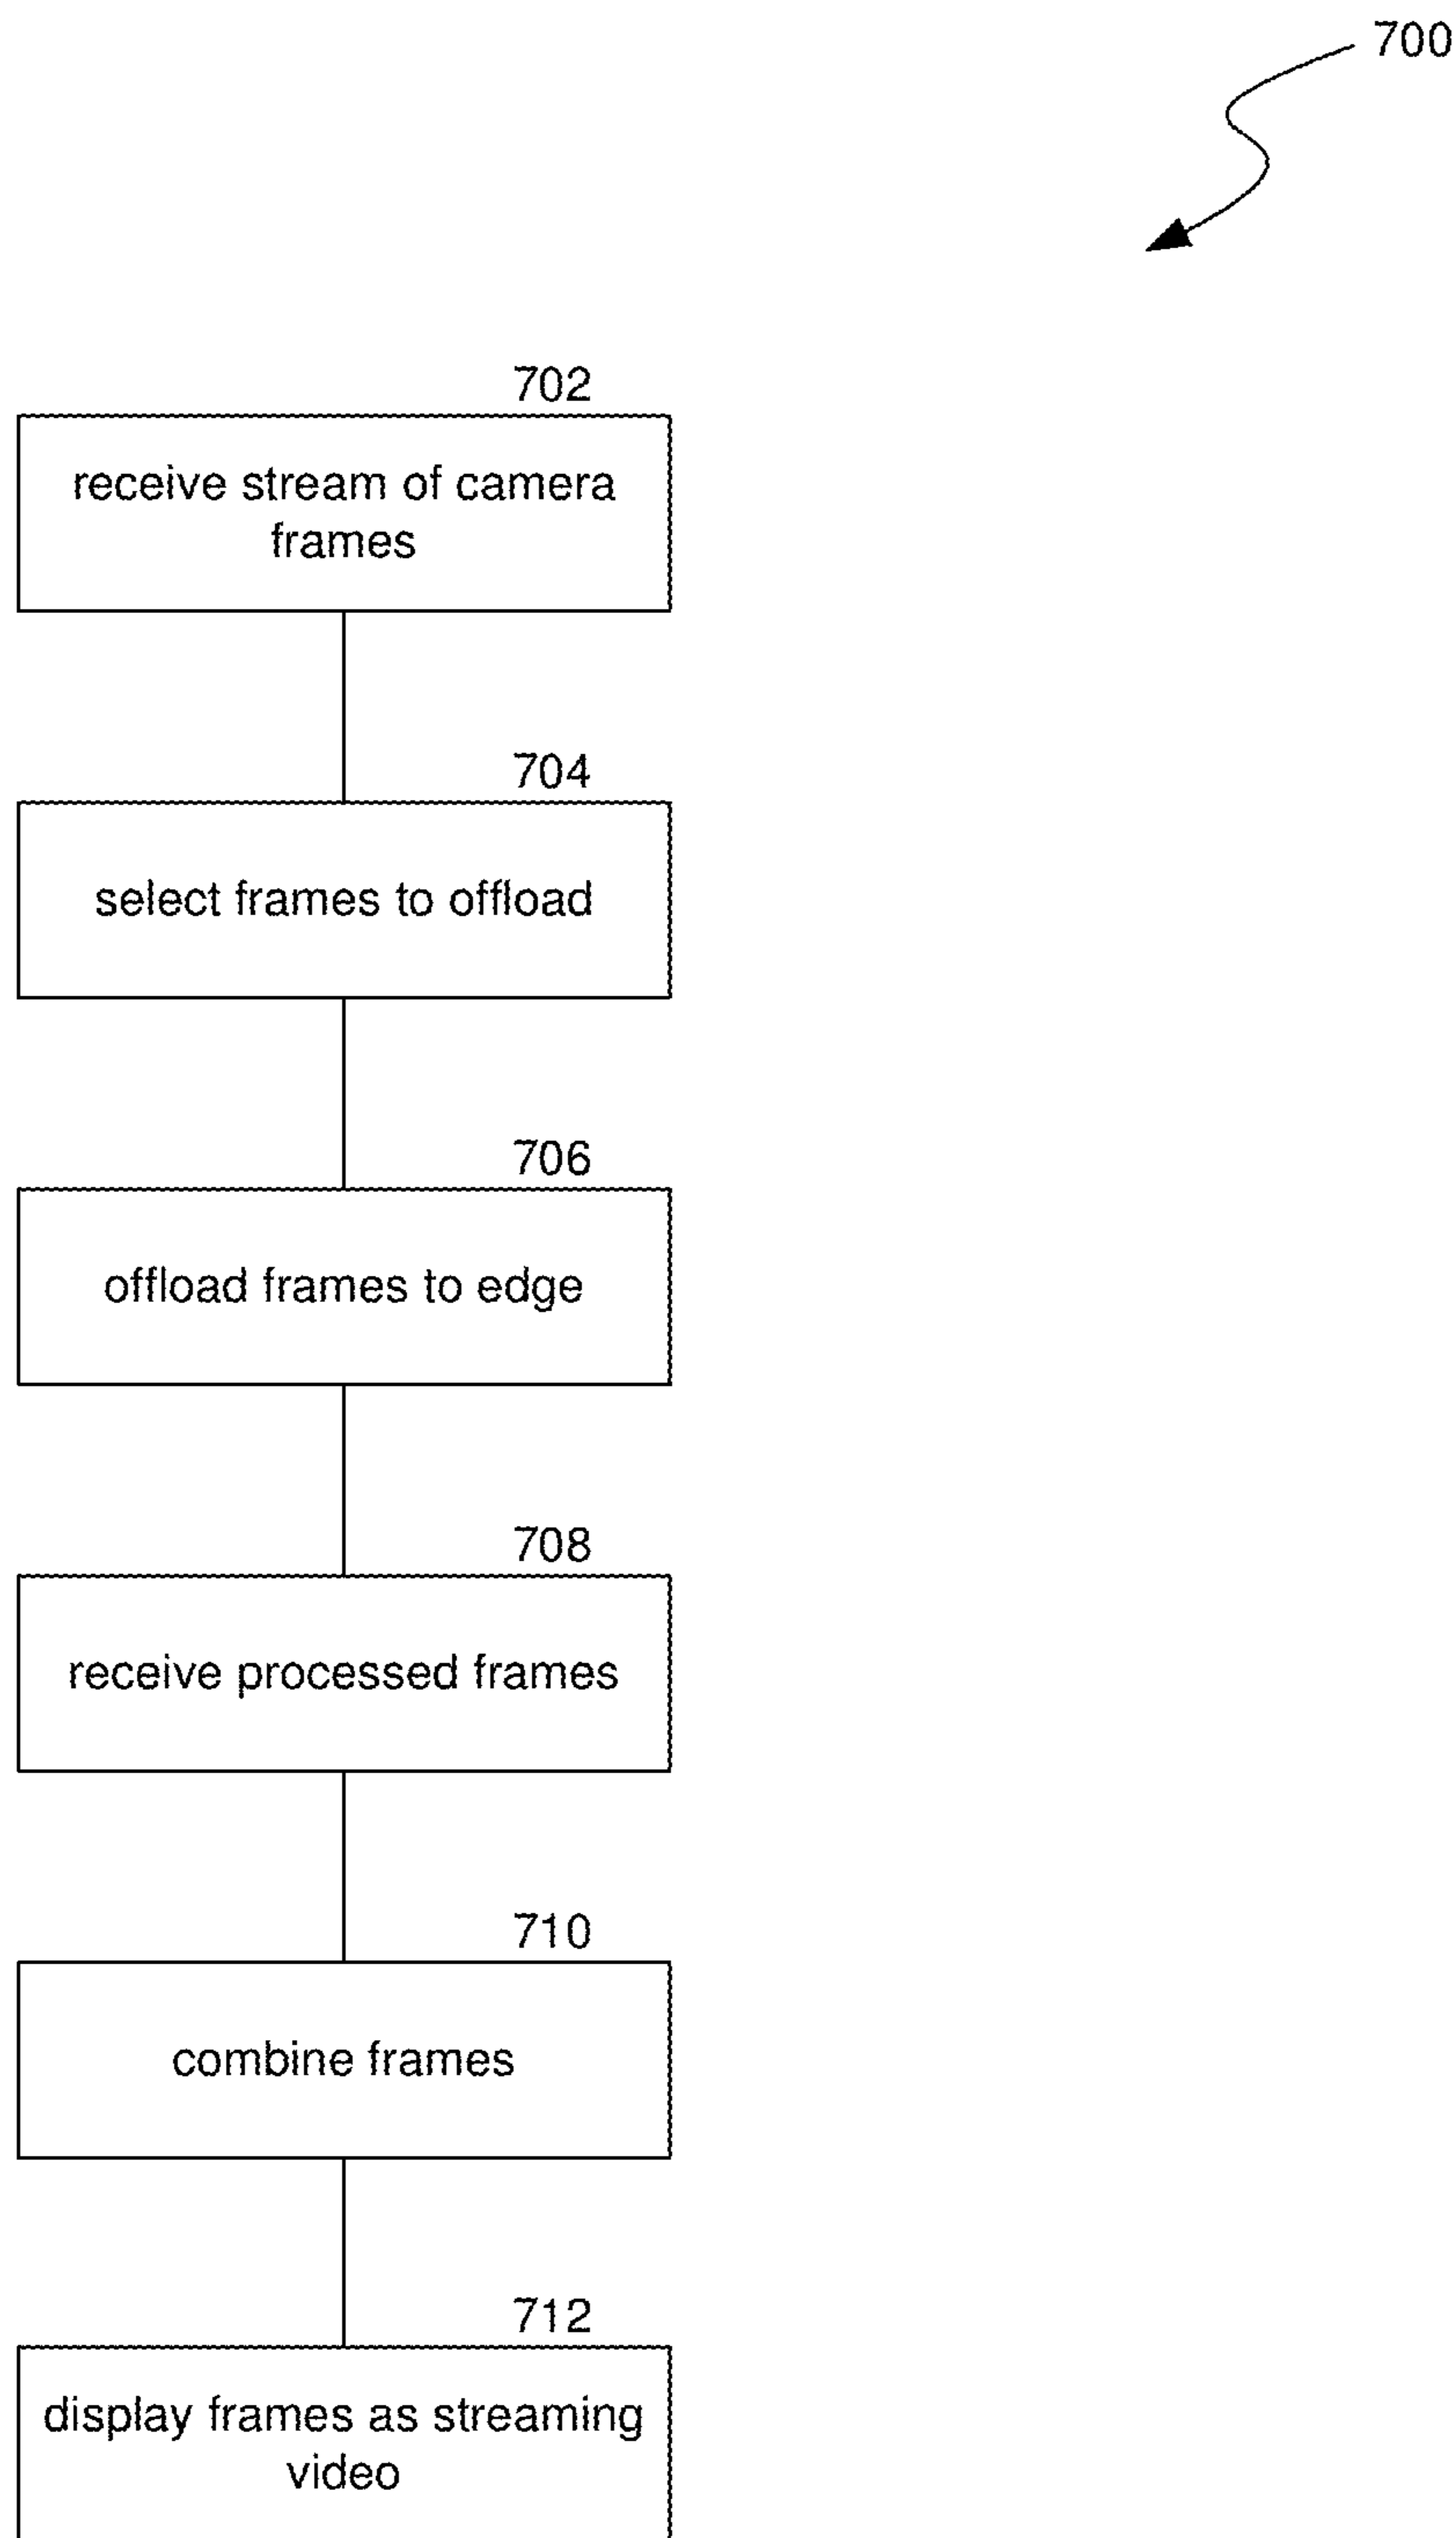 700
702
receive stream of camera
frames
704
select frames to offload
706
offload frames to edge
708
receive processed frames
710
combine frames
712
display frames as streaming
video